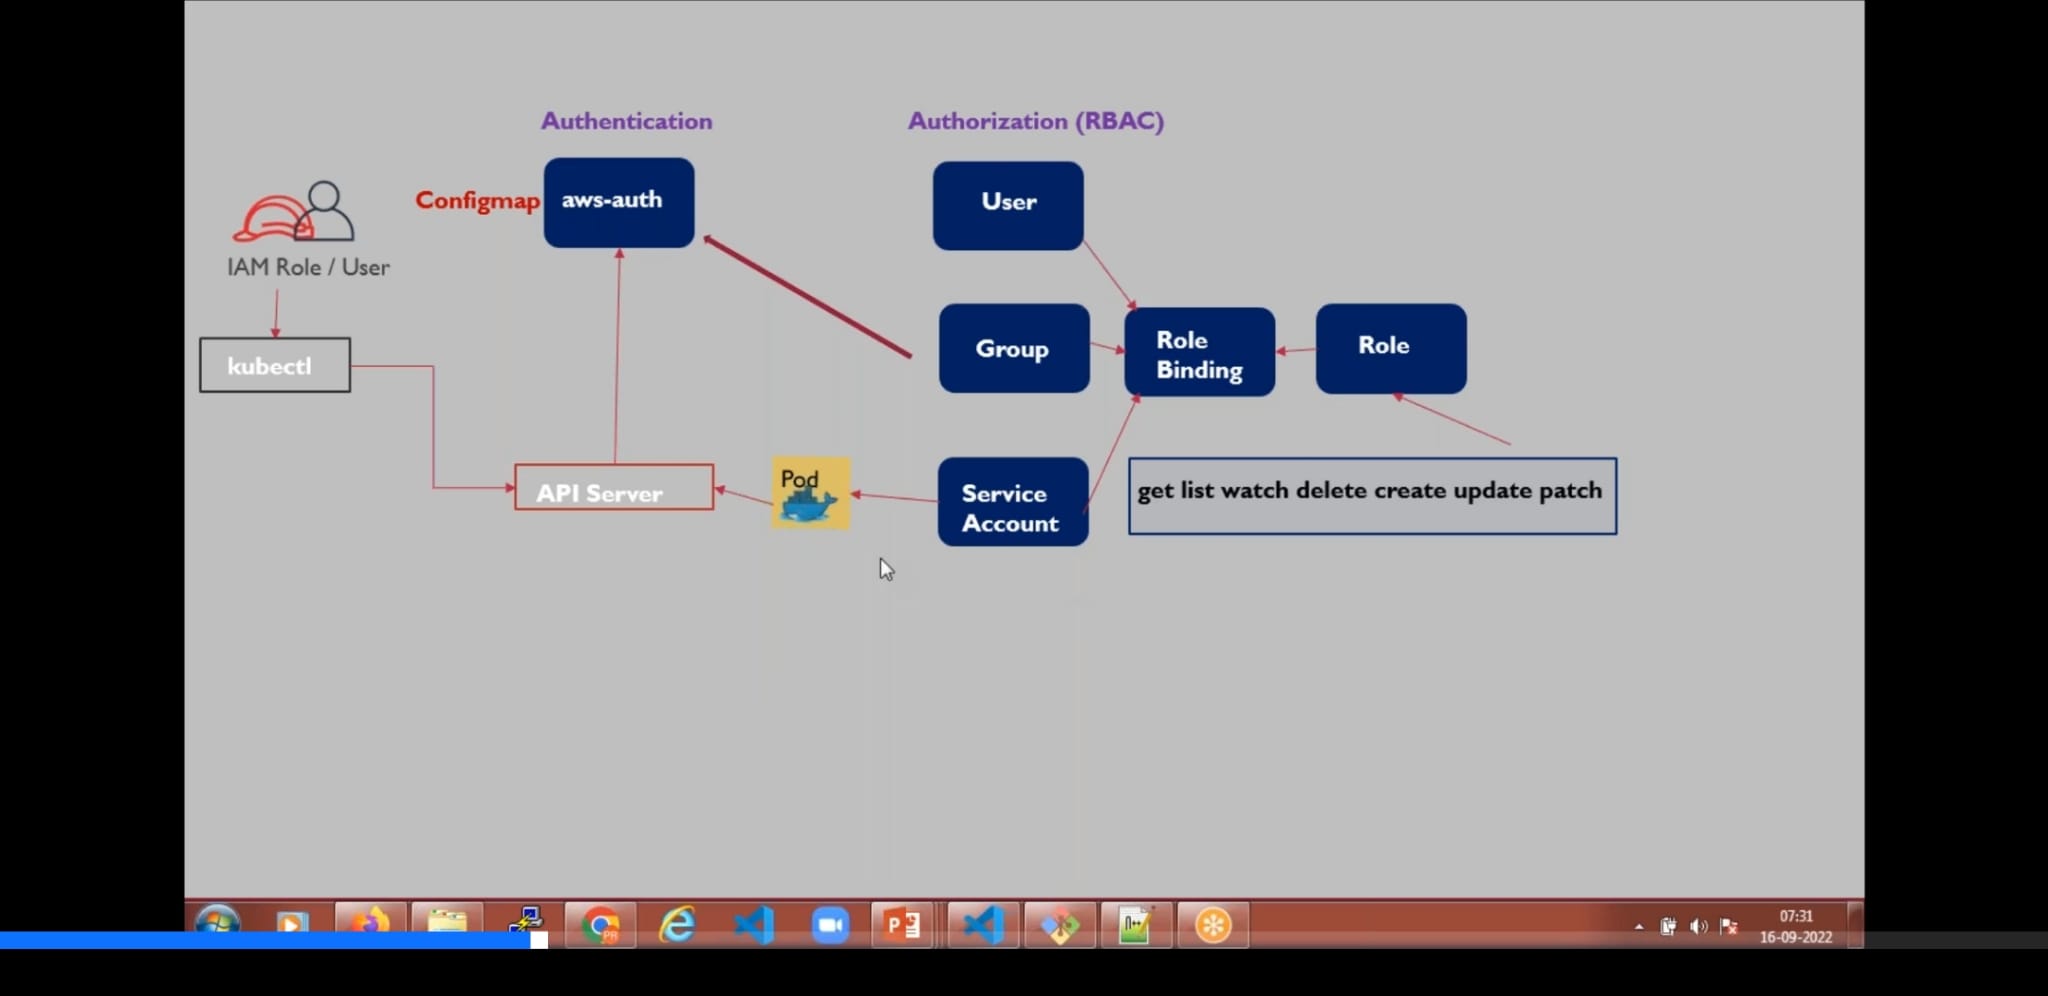 Authentication
Authorization (RBAC)
Configmap
aws-auth
User
IAM Role / User
kubectl
Group
Role
Binding
Role
API Server
Pod
Service
Account
get list watch delete create update patch
PR
P
N++
07:31
16-09-2022